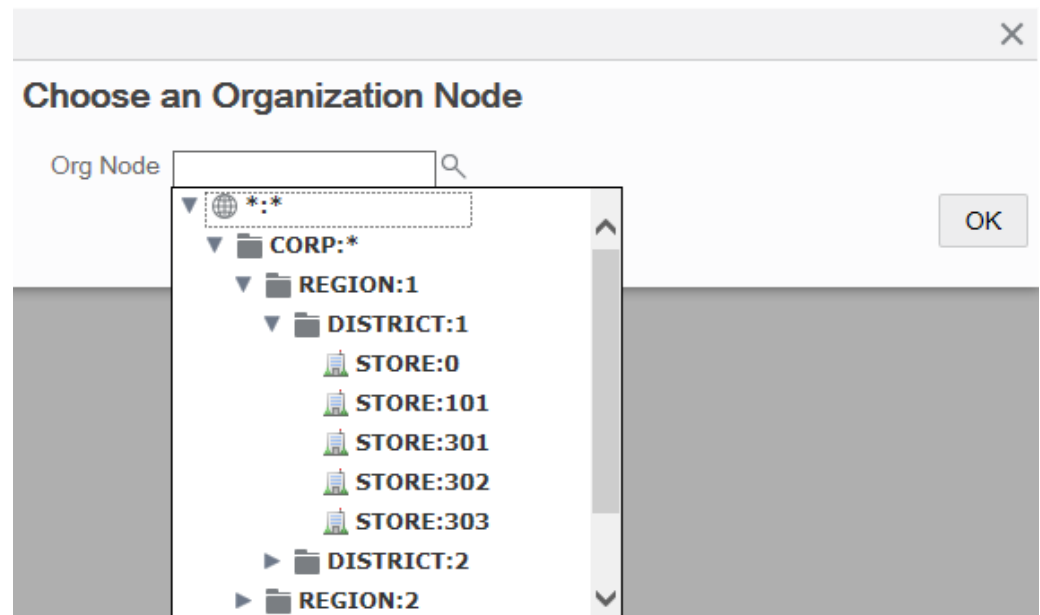 Choose an Organization Node
Org Node
*:*
OK
CORP:*
REGION:1
DISTRICT:1
STORE:0
STORE:101
STORE:301
STORE:302
STORE:303
DISTRICT:2
REGION:2